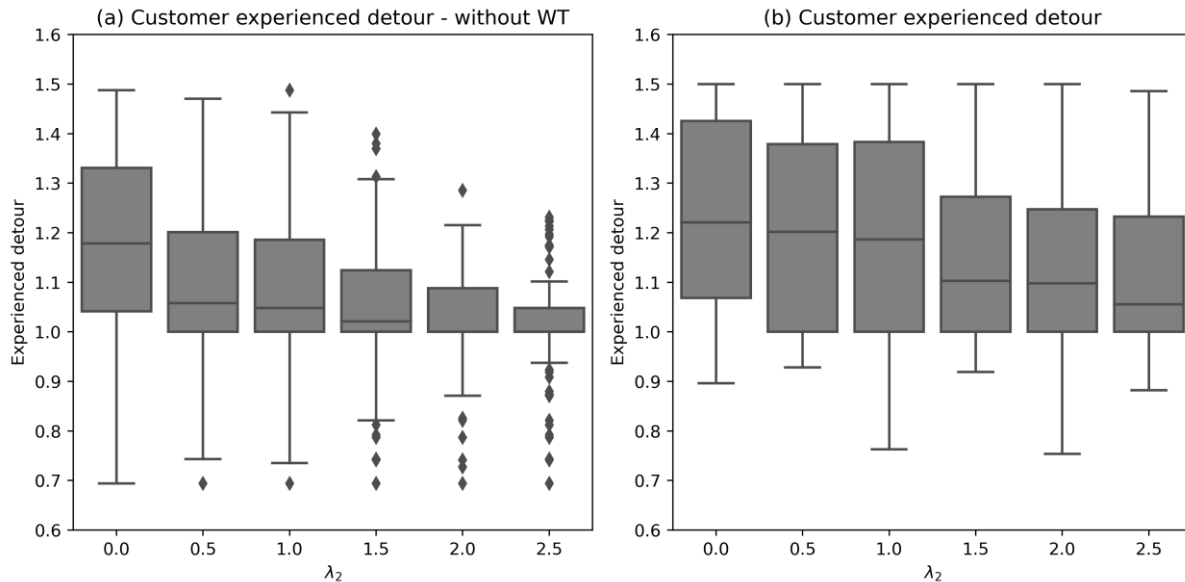 (a) Customer experienced detour - without WT
Experienced detour
1.6
1.5
1.4
1.3
1.2
1.1
1.0
0.9
0.8
0.7
0.6
0.0 0.5 1.0 1.5 2.0 2.5
λ2
(b) Customer experienced detour
Experienced detour
1.6
1.5
1.4
1.3
1.2
1.1
1.0
0.9
0.8
0.7
0.6
0.0 0.5 1.0 1.5 2.0 2.5
λ2